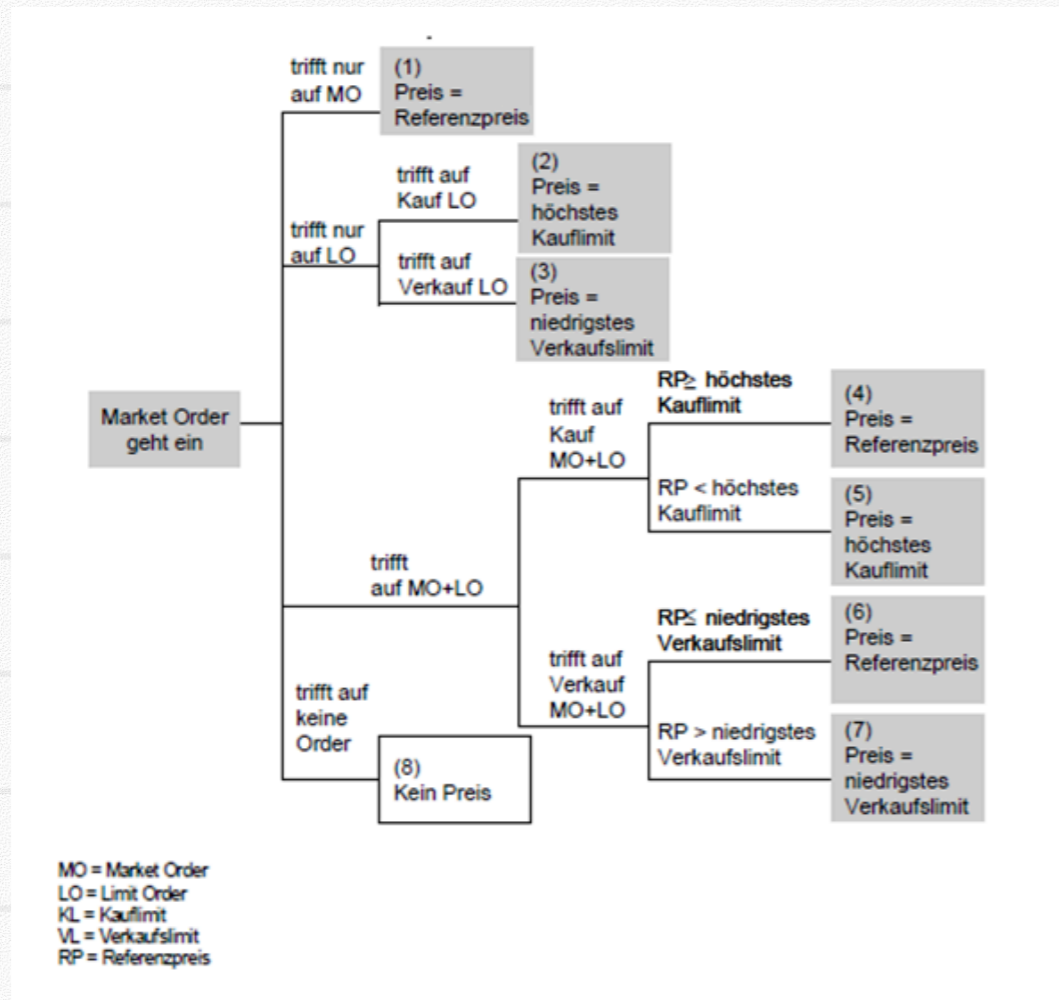 trifft nur
auf MO
(1)
Preis =
Referenzpreis
trifft nur
auf LO
trifft auf
Kauf LO
(2)
Preis =
höchstes
Kauflimit
trifft auf
Verkauf LO
(3)
Preis =
niedrigstes
Verkaufslimit
Market Order
geht ein
trifft
auf MO+LO
trifft auf
Kauf
MO+LO
RP≥ höchstes
Kauflimit
(4)
Preis =
Referenzpreis
RP < höchstes
Kauflimit
(5)
Preis =
höchstes
Kauflimit
trifft auf
Verkauf
MO+LO
RP≤ niedrigstes
Verkaufslimit
(6)
Preis =
Referenzpreis
RP > niedrigstes
Verkaufslimit
(7)
Preis =
niedrigstes
Verkaufslimit
trifft auf
keine
Order
(8)
Kein Preis
MO = Market Order
LO = Limit Order
KL = Kauflimit
VL = Verkaufslimit
RP = Referenzpreis